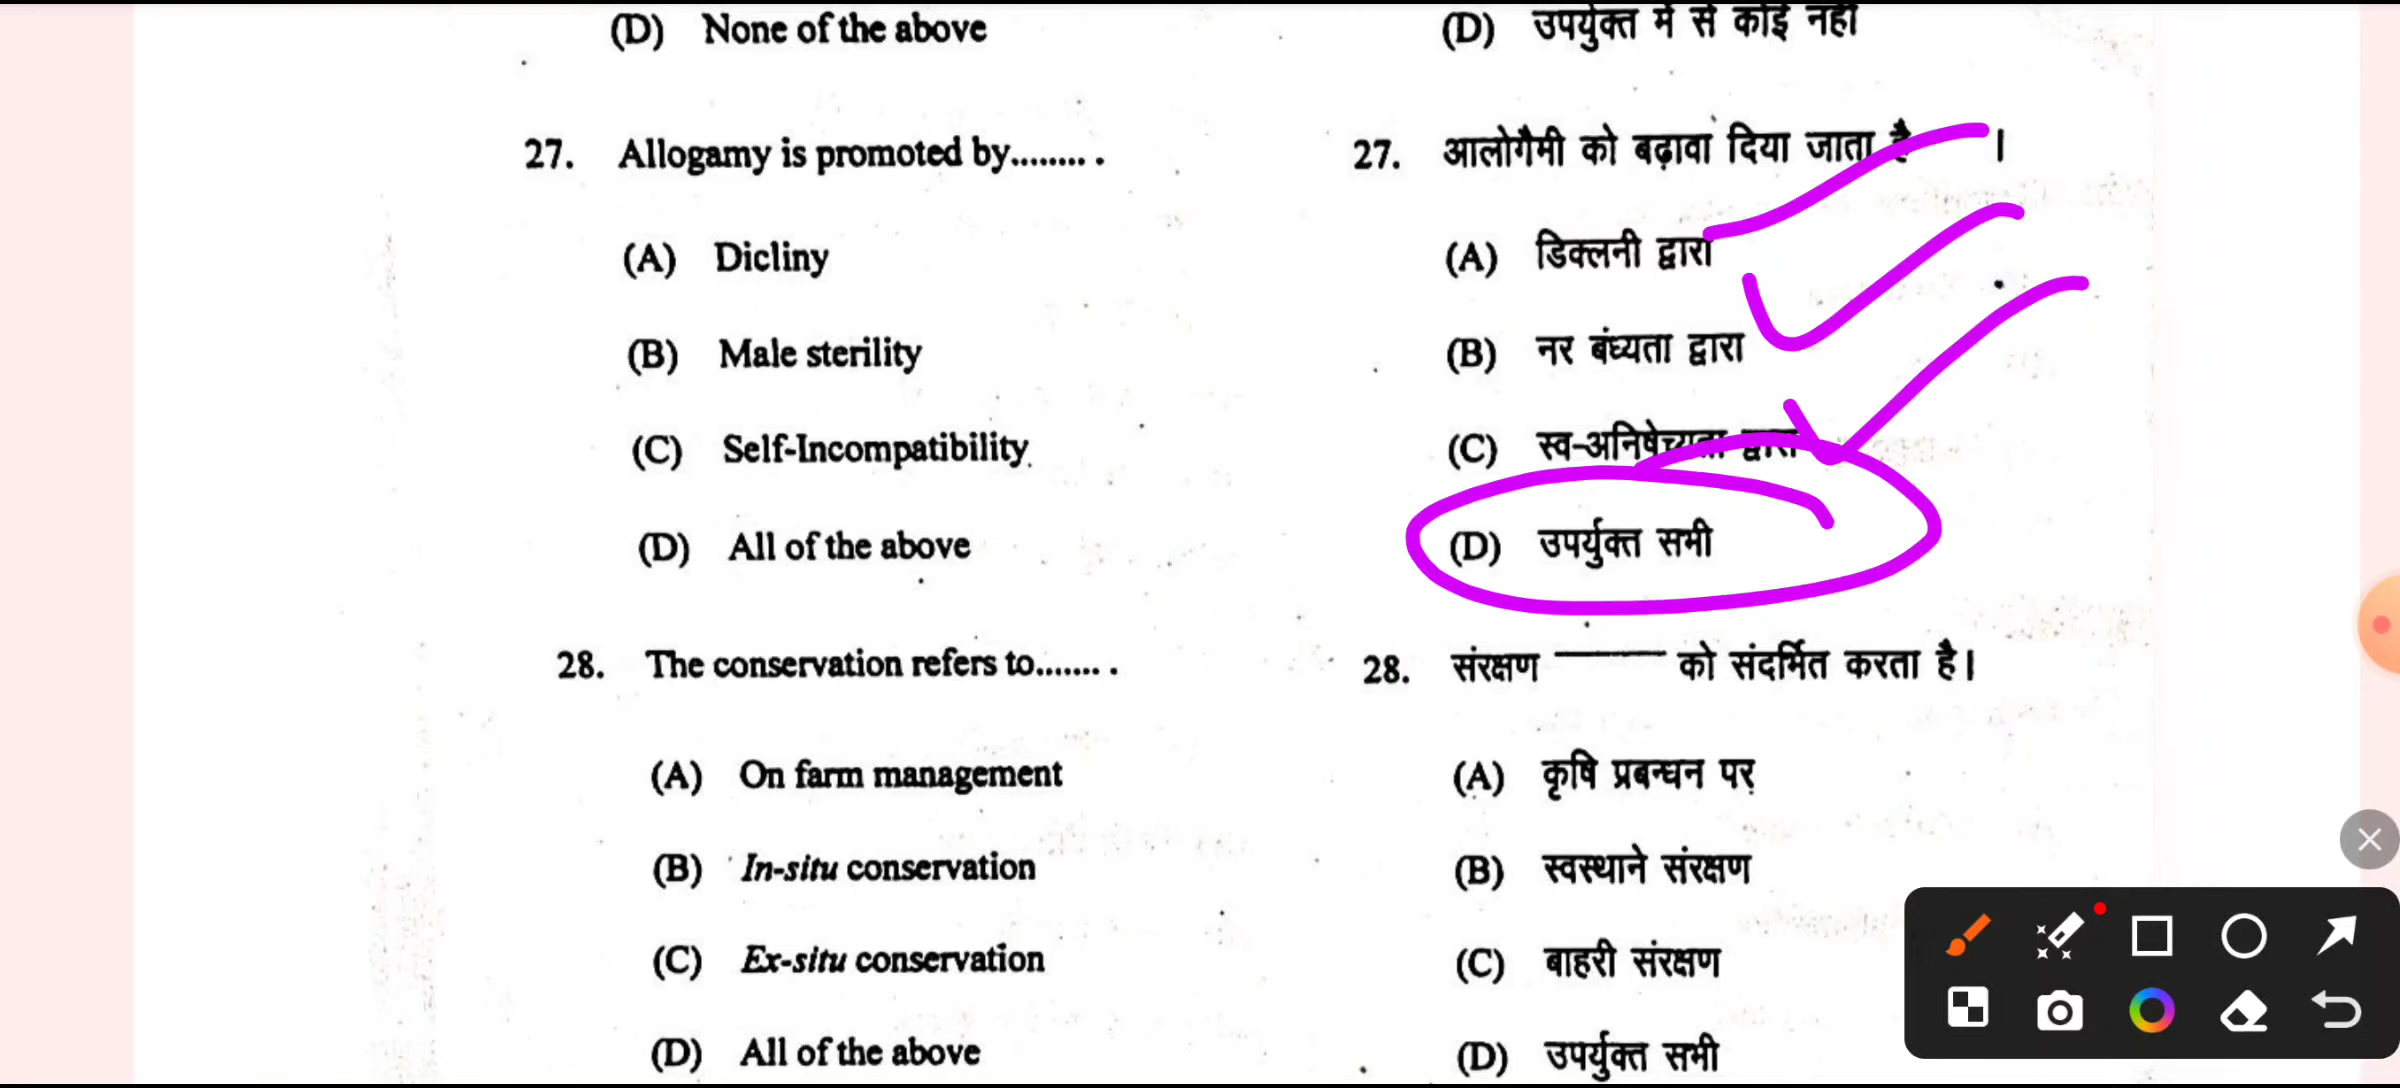 (D) None of the above
27. Allogamy is promoted by........ .
(A) Dicliny
(B) Male sterility
(C) Self-Incompatibility.
(D) All of the above
28. The conservation refers to....... .
(A) On farm management
(B) In-situ conservation
(C) Ex-situ conservation
(D) All of the above
(D) उपर्युक्त में से कोई नहीं
27. आलोगैमी को बढ़ावा दिया जाता है ।
(A) डिक्लनी द्वारा
(B) नर बंध्यता द्वारा
(C) स्व-अनिषेच्यता द्वारा
(D) उपर्युक्त सभी
28. संरक्षण ——— को संदर्भित करता है।
(A) कृषि प्रबन्धन पर
(B) स्वस्थाने संरक्षण
(C) बाहरी संरक्षण
(D) उपर्युक्त सभी